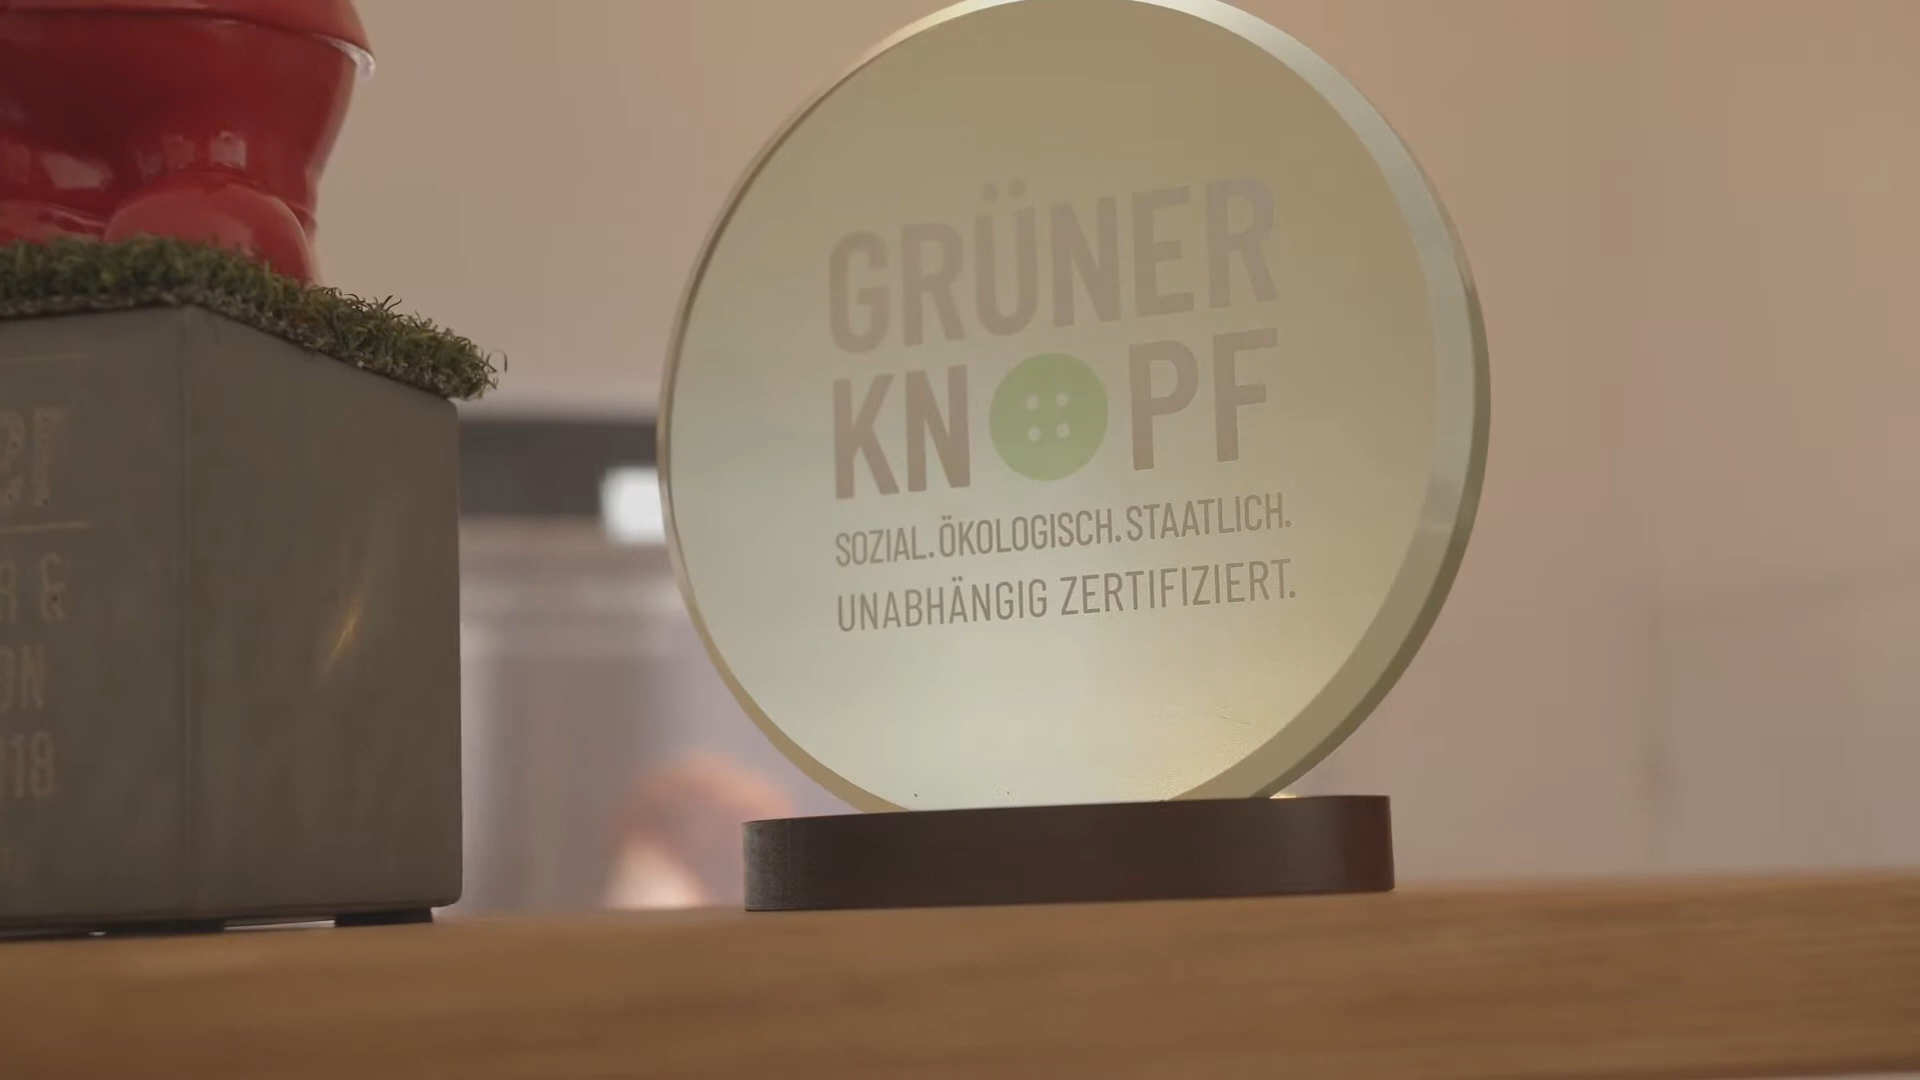 GRÜNER
KNOPF
SOZIAL. ÖKOLOGISCH. STAATLICH.
UNABHÄNGIG ZERTIFIZIERT.
&